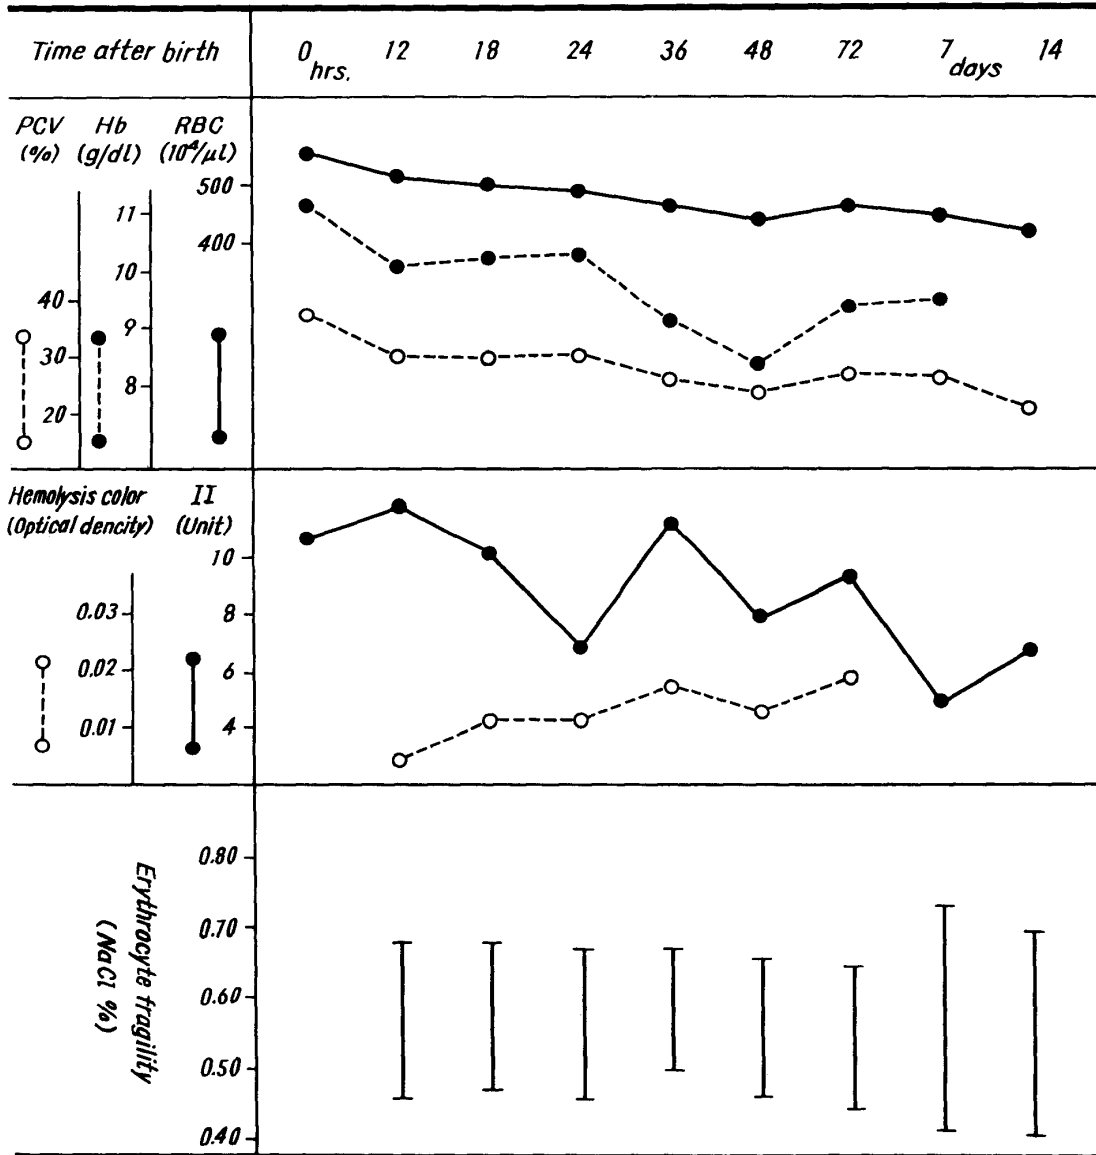 Time after birth 0 hrs. 12 18 24 36 48 72 7 days 14
PCV Hb RBC
(%) (g/dl) (10⁴/μl)
500
11
400
10
40
9
30
8
20
Hemolysis color II
(Optical dencity) (Unit)
10
0.03 8
0.02 6
0.01 4
Erythrocyte fragility
(NaCl %)
0.80
0.70
0.60
0.50
0.40